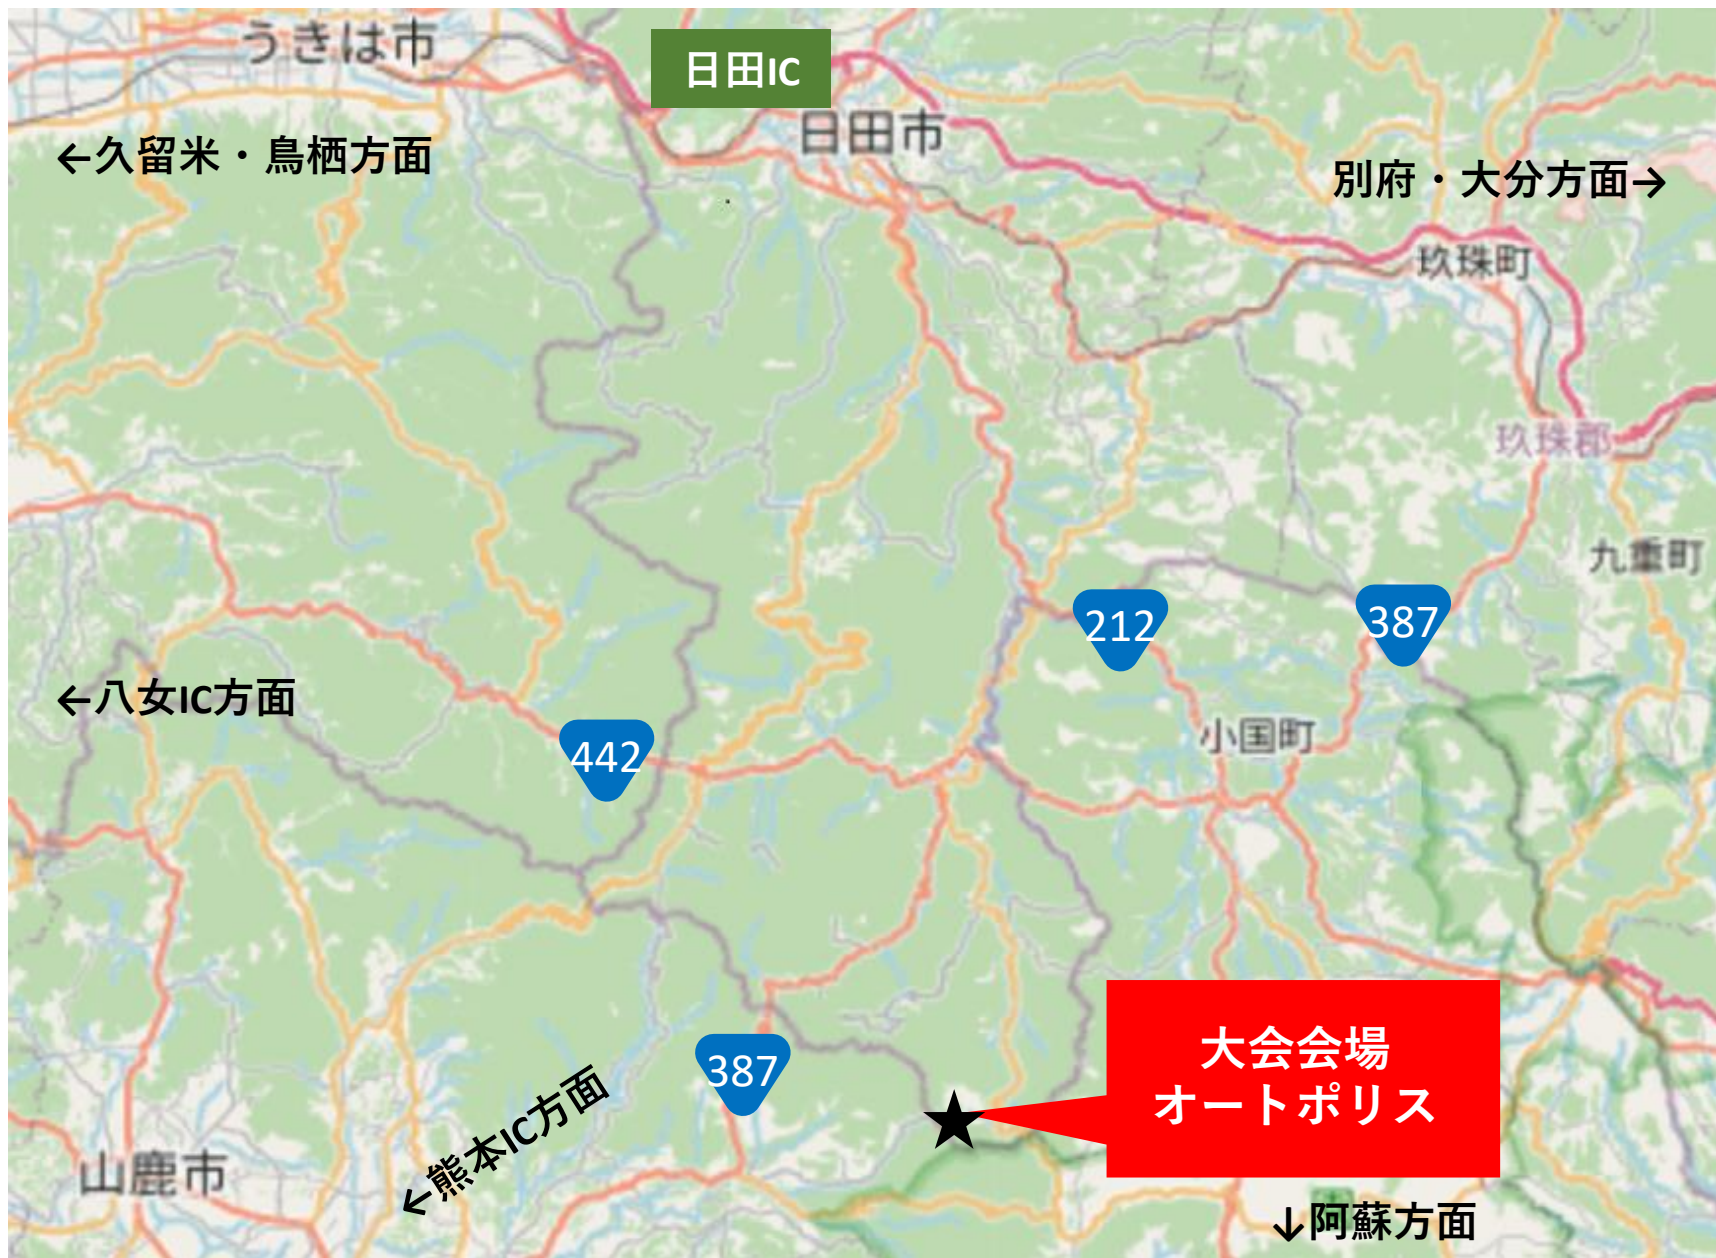 うきは市
日田IC
日田市
←久留米・鳥栖方面
別府・大分方面→
玖珠町
玖珠郡
九重町
212
387
←八女IC方面
442
小国町
大会会場
オートポリス
387
←熊本IC方面
山鹿市
↓阿蘇方面